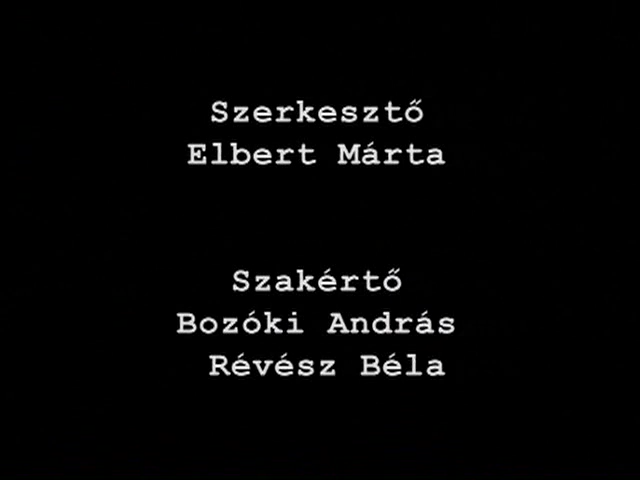 Szerkesztő
Elbert Márta
Szakértő
Bozóki András
Révész Béla